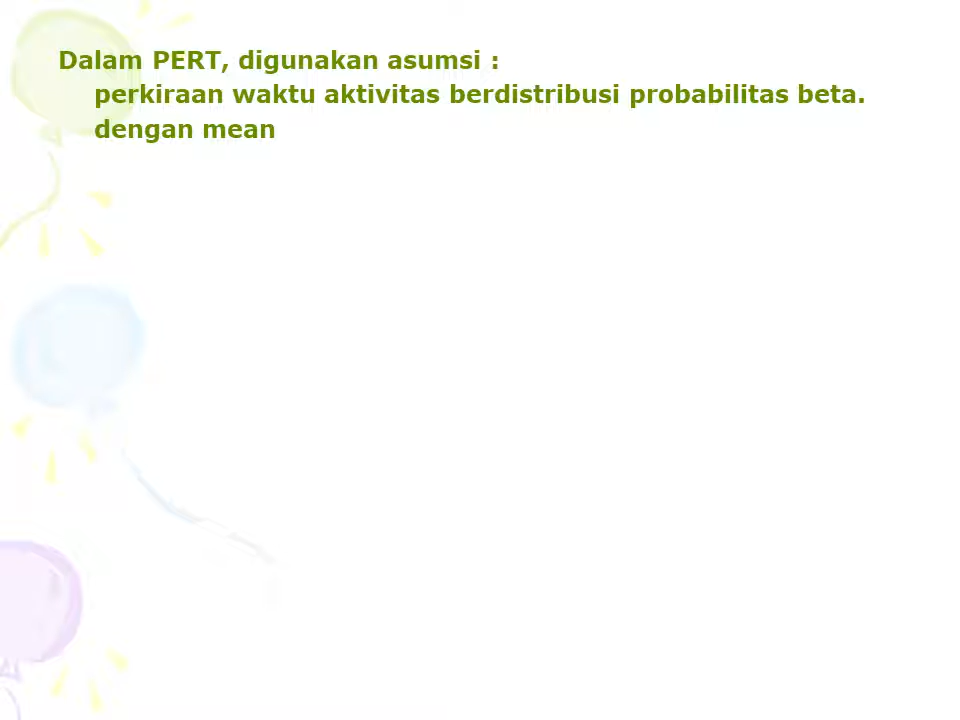 Dalam PERT, digunakan asumsi :
perkiraan waktu aktivitas berdistribusi probabilitas beta.
dengan mean